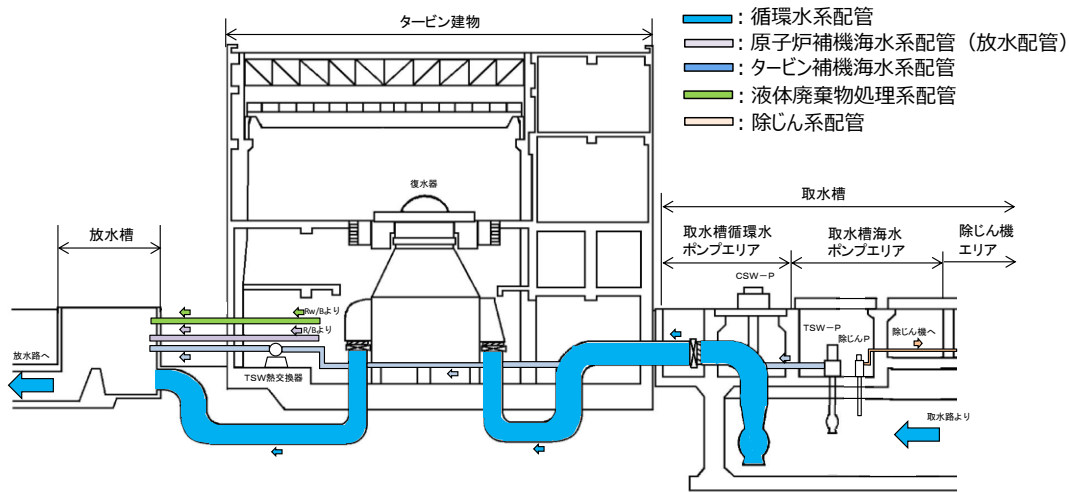 タービン建物
：循環水系配管
：原子炉補機海水系配管（放水配管）
：タービン補機海水系配管
：液体廃棄物処理系配管
：除じん系配管
復水器
取水槽
放水槽
取水槽循環水
ポンプエリア
取水槽海水
ポンプエリア
除じん機
エリア
CSW－P
Rw/Bより
R/Bより
TSW－P
除じんP
除じん機へ
放水路へ
TSW熱交換器
取水路より